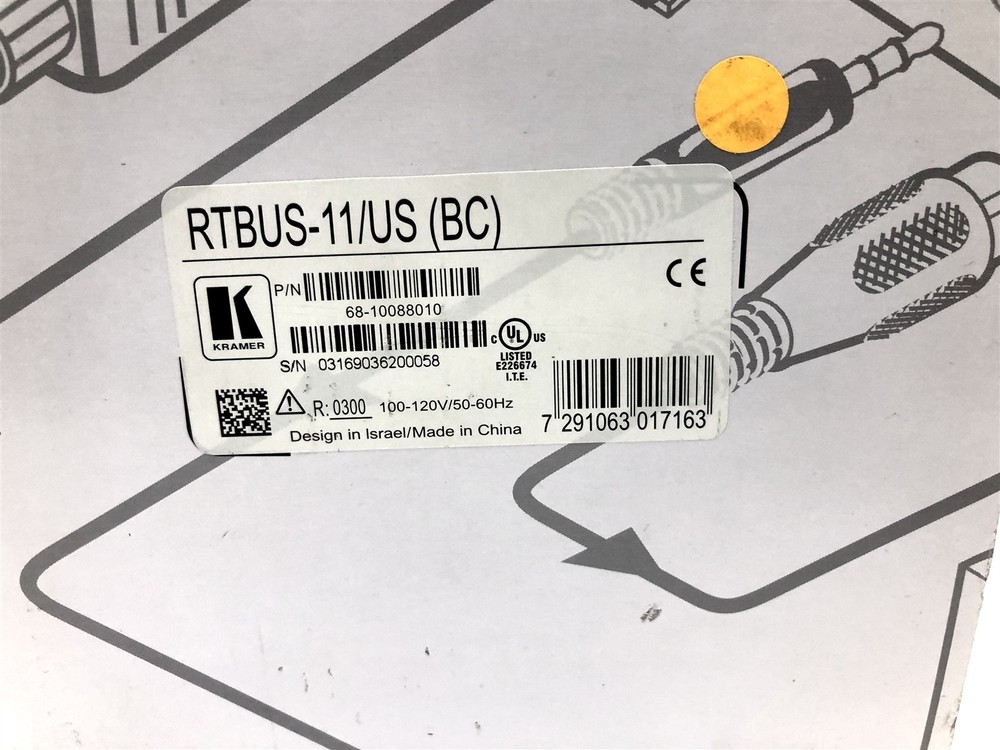 RTBUS-11/US (BC)
CE
P/N
68-10088010
KRAMER
S/N 03169036200058
C UL US
LISTED
E226674
I.T.E.
R: 0300 100-120V/50-60Hz
Design in Israel/Made in China
7 291063 017163